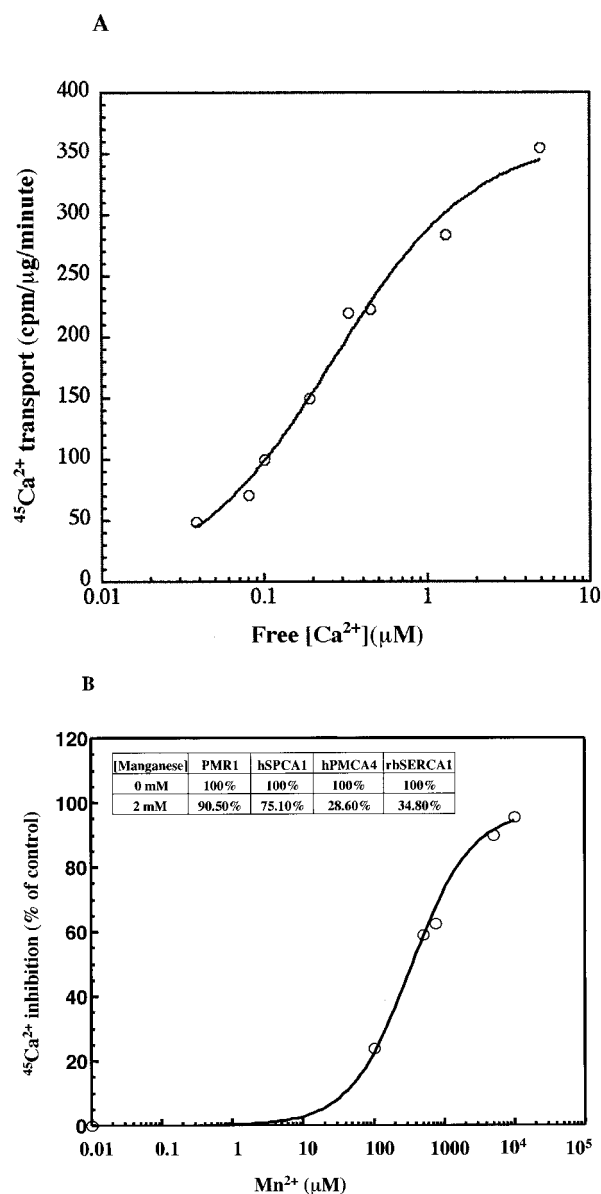 A
400
350
300
250
200
150
100
50
0
⁴⁵Ca²⁺ transport (cpm/µg/minute)
0.01 0.1 1 10
Free [Ca²⁺](µM)
B
120
100
80
60
40
20
0
⁴⁵Ca²⁺ inhibition (% of control)
[Manganese] PMR1 hSPCA1 hPMCA4 rbSERCA1
0 mM 100% 100% 100% 100%
2 mM 90.50% 75.10% 28.60% 34.80%
0.01 0.1 1 10 100 1000 10⁴ 10⁵
Mn²⁺ (µM)